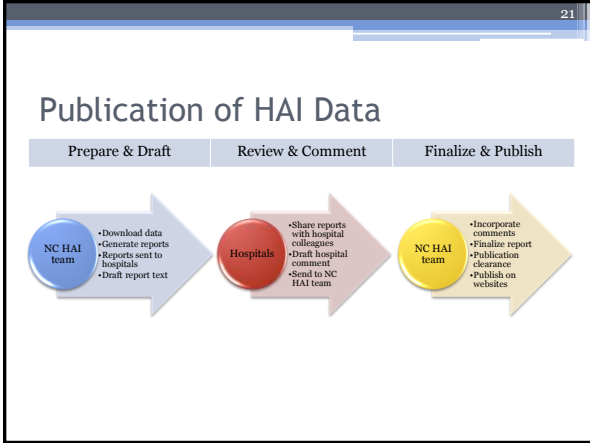 21
Publication of HAI Data
Prepare & Draft
Review & Comment
Finalize & Publish
NC HAI
team
•Download data
•Generate reports
•Reports sent to
hospitals
•Draft report text
Hospitals
•Share reports
with hospital
colleagues
•Draft hospital
comment
•Send to NC
HAI team
NC HAI
team
•Incorporate
comments
•Finalize report
•Publication
clearance
•Publish on
websites